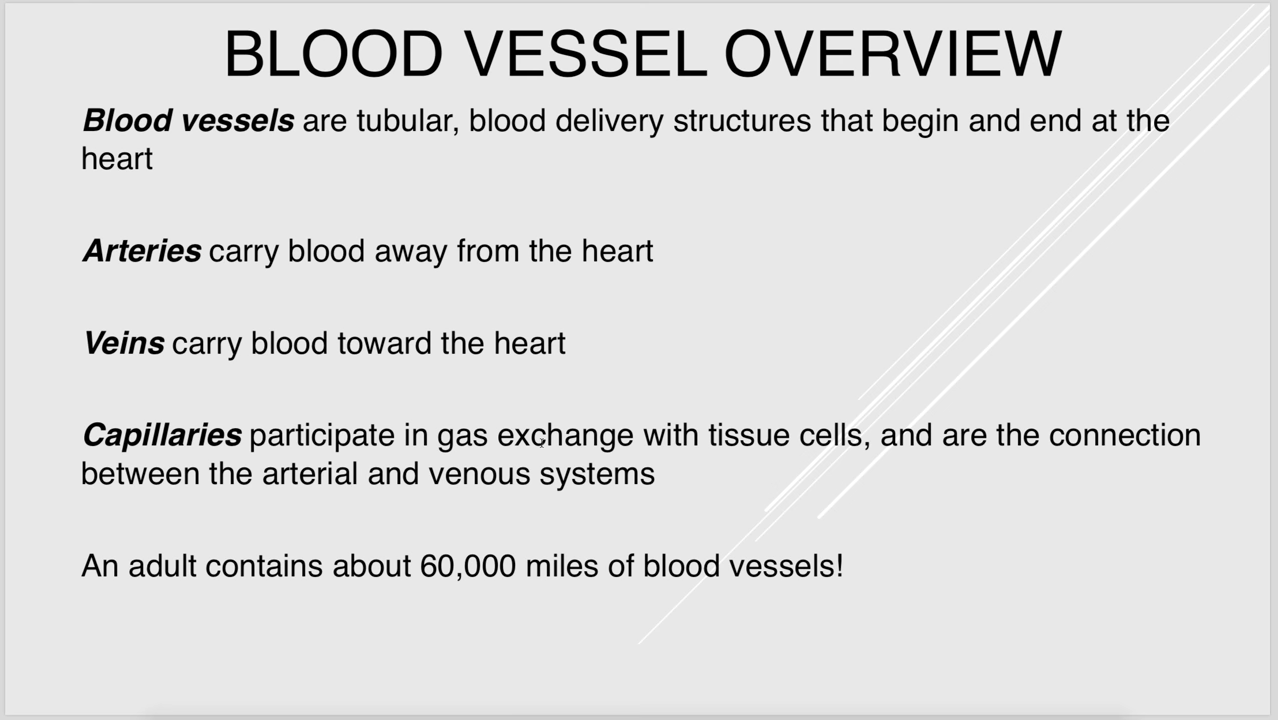 BLOOD VESSEL OVERVIEW
Blood vessels are tubular, blood delivery structures that begin and end at the
heart
Arteries carry blood away from the heart
Veins carry blood toward the heart
Capillaries participate in gas exchange with tissue cells, and are the connection
between the arterial and venous systems
An adult contains about 60,000 miles of blood vessels!